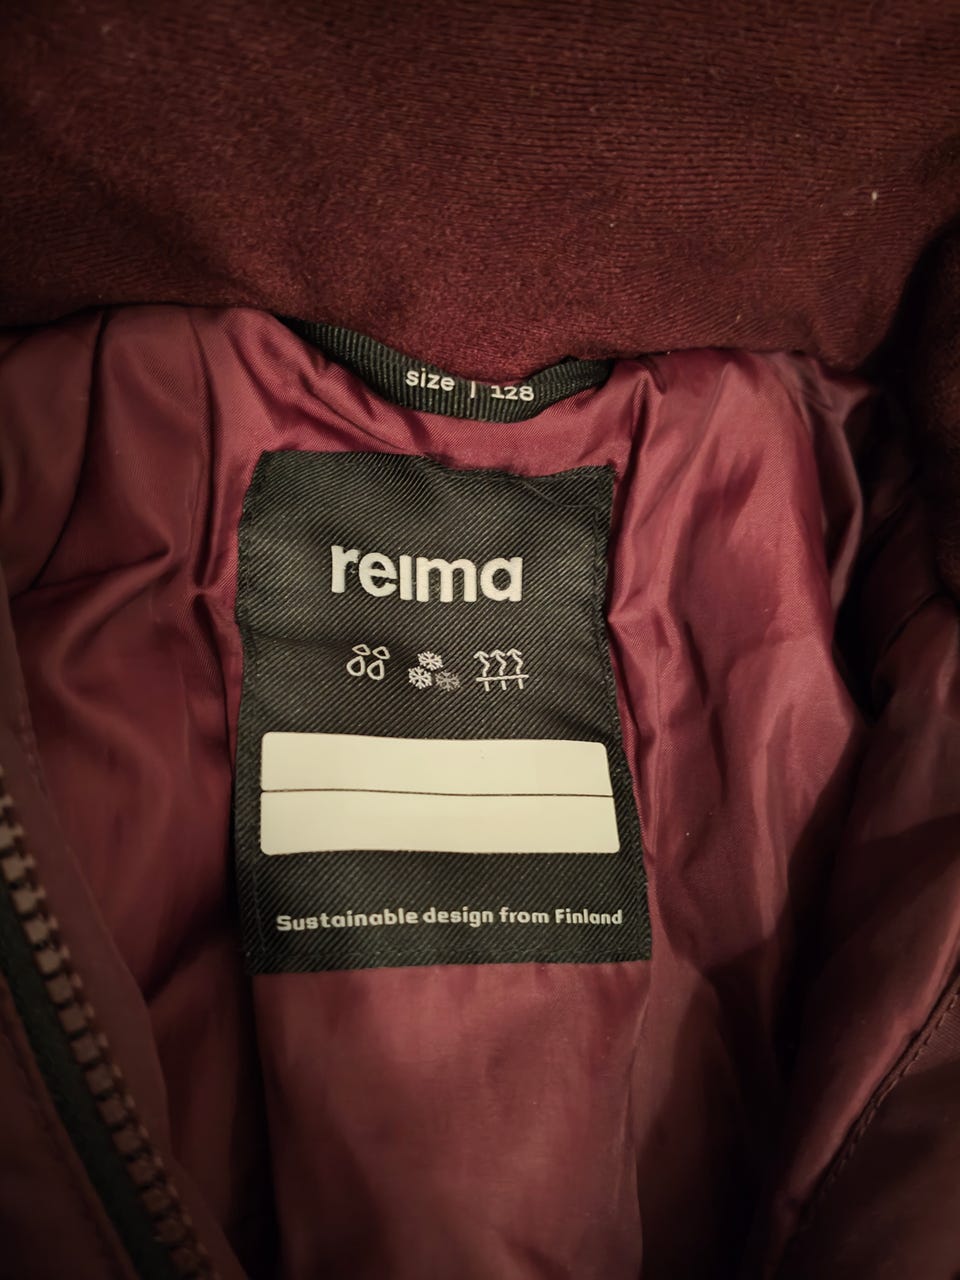 size | 128
reima
Sustainable design from Finland